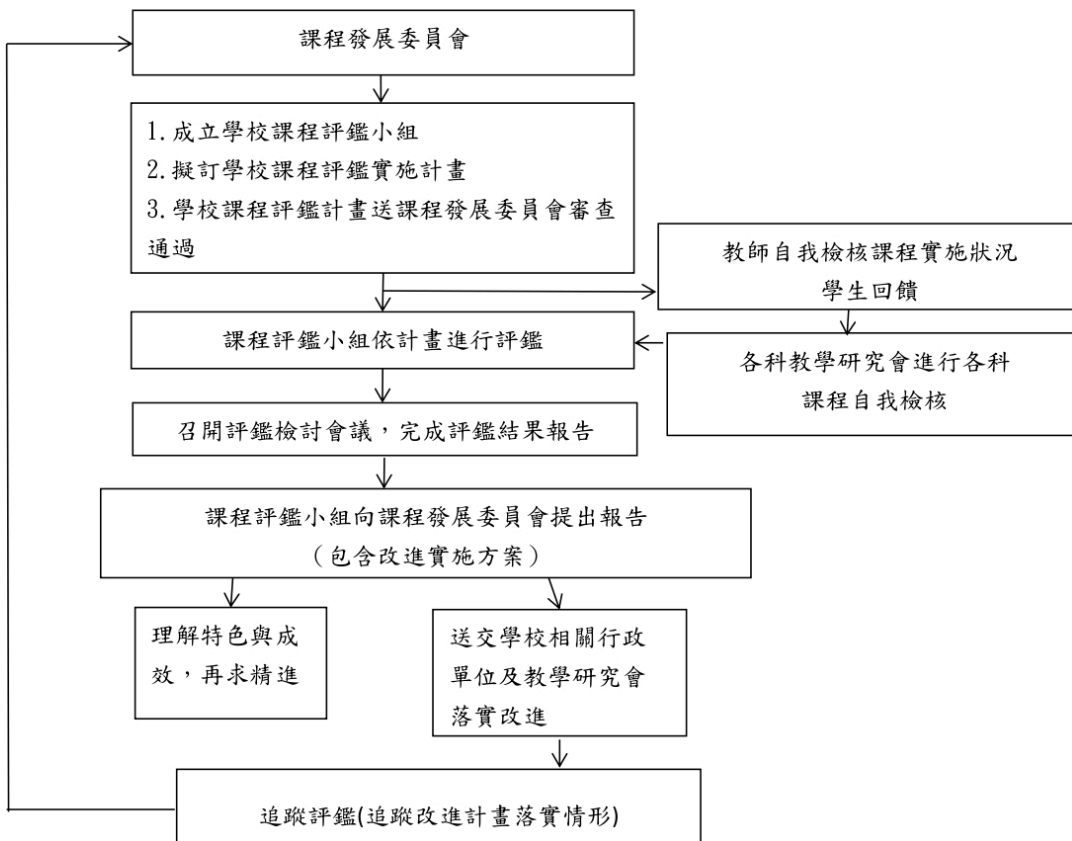 課程發展委員會
1.成立學校課程評鑑小組
2.擬訂學校課程評鑑實施計畫
3.學校課程評鑑計畫送課程發展委員會審查
通過
教師自我檢核課程實施狀況
學生回饋
課程評鑑小組依計畫進行評鑑
各科教學研究會進行各科
課程自我檢核
召開評鑑檢討會議，完成評鑑結果報告
課程評鑑小組向課程發展委員會提出報告
（包含改進實施方案）
理解特色與成
效，再求精進
送交學校相關行政
單位及教學研究會
落實改進
追蹤評鑑(追蹤改進計畫落實情形)